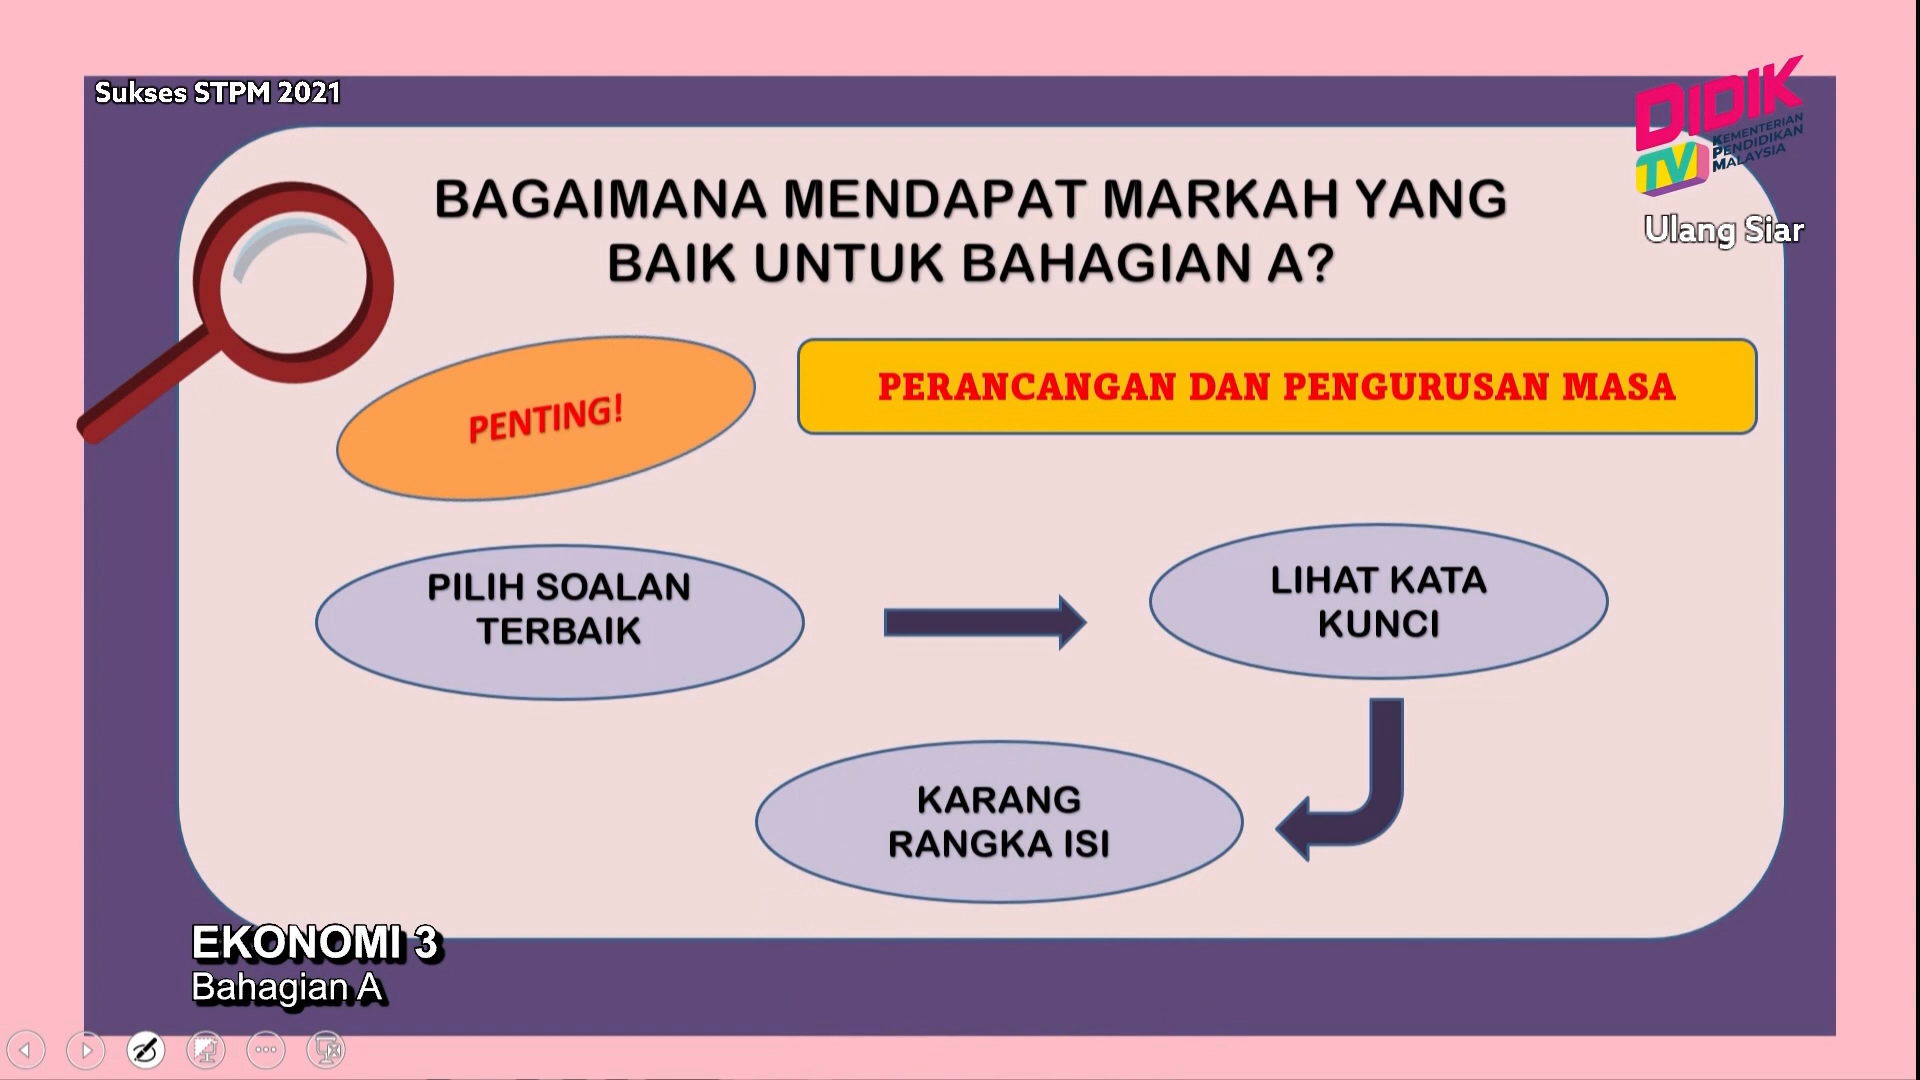 Sukses STPM 2021
DIDIK
TV
KEMENTERIAN
PENDIDIKAN
MALAYSIA
Ulang Siar
BAGAIMANA MENDAPAT MARKAH YANG
BAIK UNTUK BAHAGIAN A?
PENTING!
PERANCANGAN DAN PENGURUSAN MASA
PILIH SOALAN
TERBAIK
LIHAT KATA
KUNCI
KARANG
RANGKA ISI
EKONOMI 3
Bahagian A